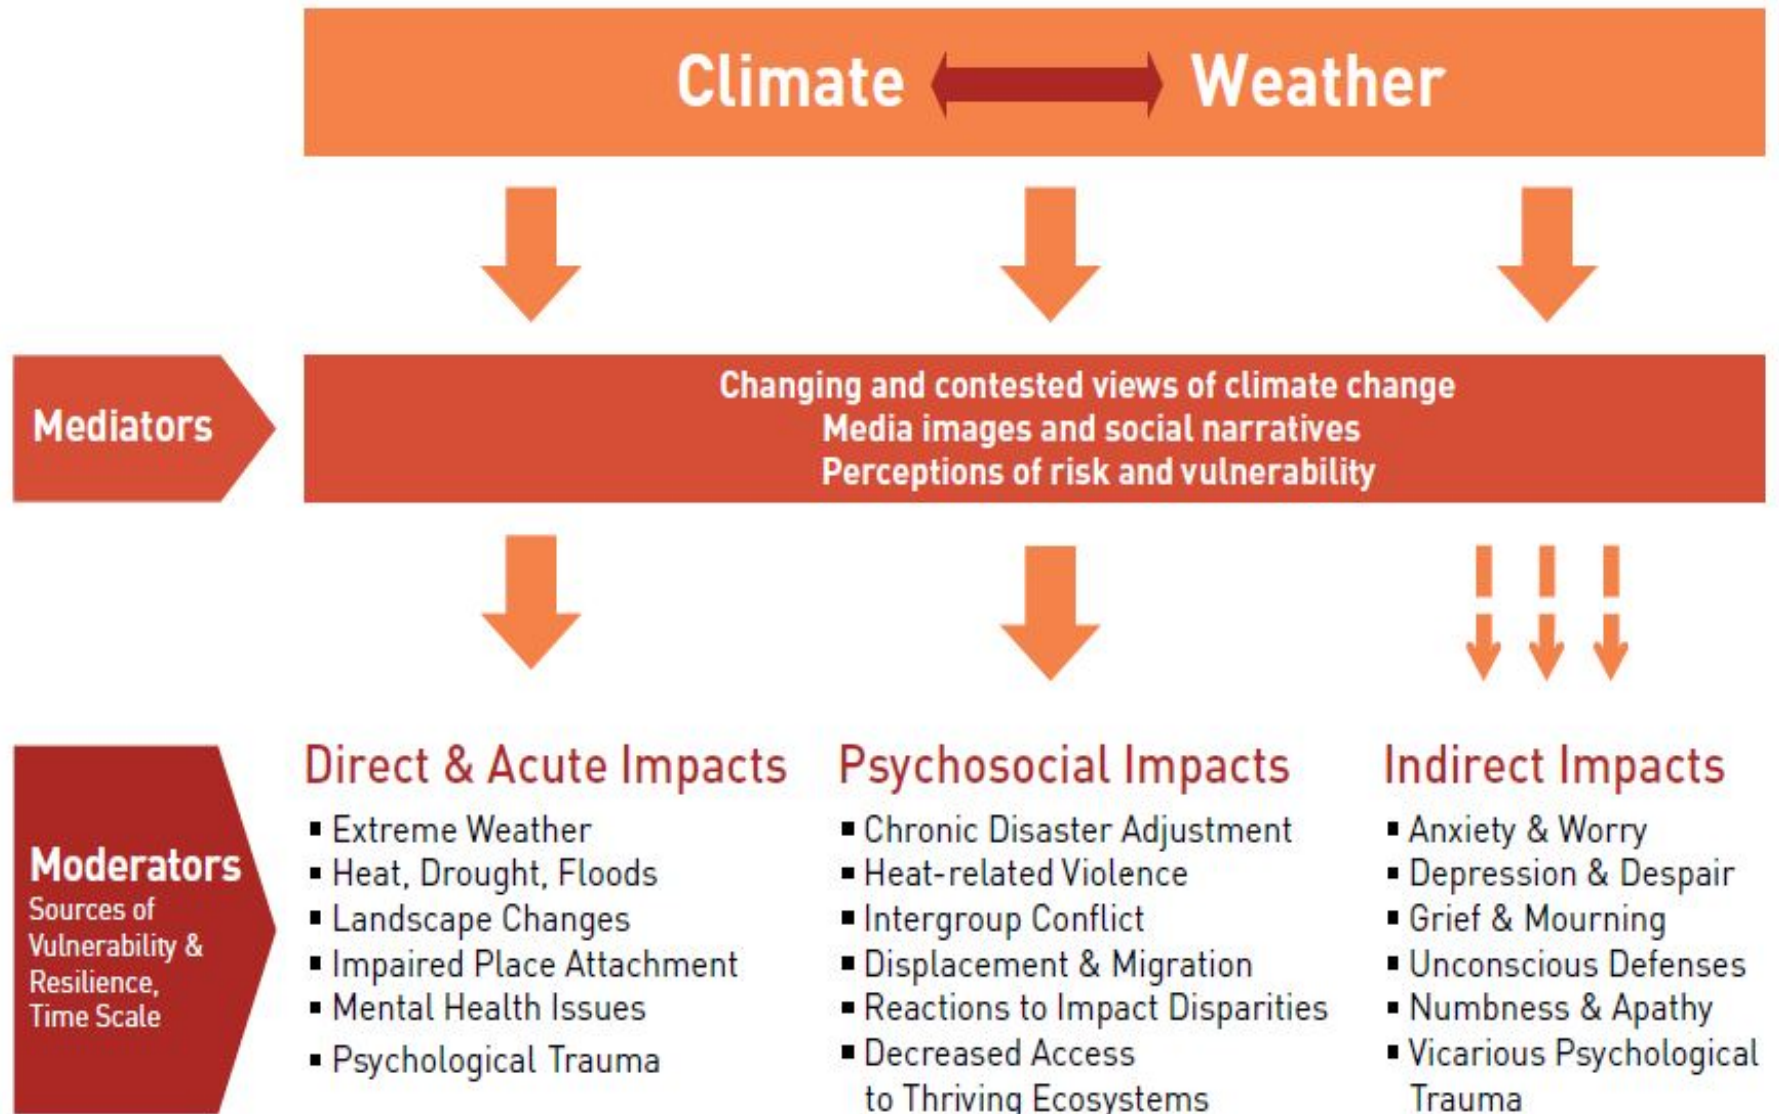 Climate Weather
Mediators
Changing and contested views of climate change
Media images and social narratives
Perceptions of risk and vulnerability
Moderators
Sources of
Vulnerability &
Resilience,
Time Scale
Direct & Acute Impacts
▪ Extreme Weather
▪ Heat, Drought, Floods
▪ Landscape Changes
▪ Impaired Place Attachment
▪ Mental Health Issues
▪ Psychological Trauma
Psychosocial Impacts
▪ Chronic Disaster Adjustment
▪ Heat-related Violence
▪ Intergroup Conflict
▪ Displacement & Migration
▪ Reactions to Impact Disparities
▪ Decreased Access
to Thriving Ecosystems
Indirect Impacts
▪ Anxiety & Worry
▪ Depression & Despair
▪ Grief & Mourning
▪ Unconscious Defenses
▪ Numbness & Apathy
▪ Vicarious Psychological
Trauma